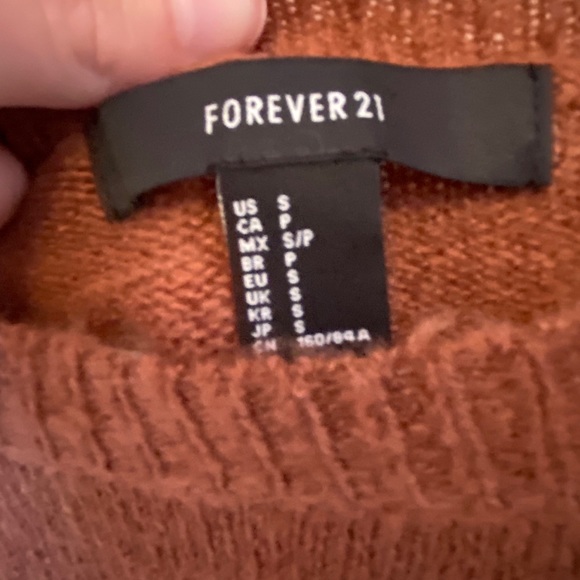 FOREVER 21
US S
CA P
MX S/P
BR P
EU S
UK S
KR S
JP S
CN 160/84A